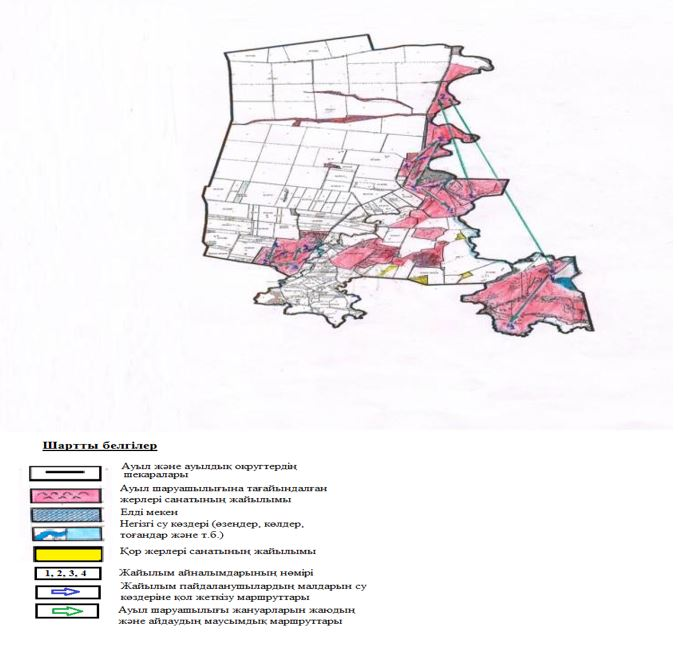 Шартты белгілер
Ауыл және ауылдық округтердің
шекаралары
Ауыл шаруашылығына тағайындалған
жерлері санатының жайылымы
Елді мекен
Негізгі су көздері (өзендер, көлдер,
тоғандар және т.б.)
Қор жерлері санатының жайылымы
1, 2, 3, 4
Жайылым айналымдарының нөмірі
Жайылым пайдаланушылардың малдарын су
көздеріне қол жеткізу маршруттары
Ауыл шаруашылығы жануарларын жаюдың
және айдаудың маусымдық маршруттары